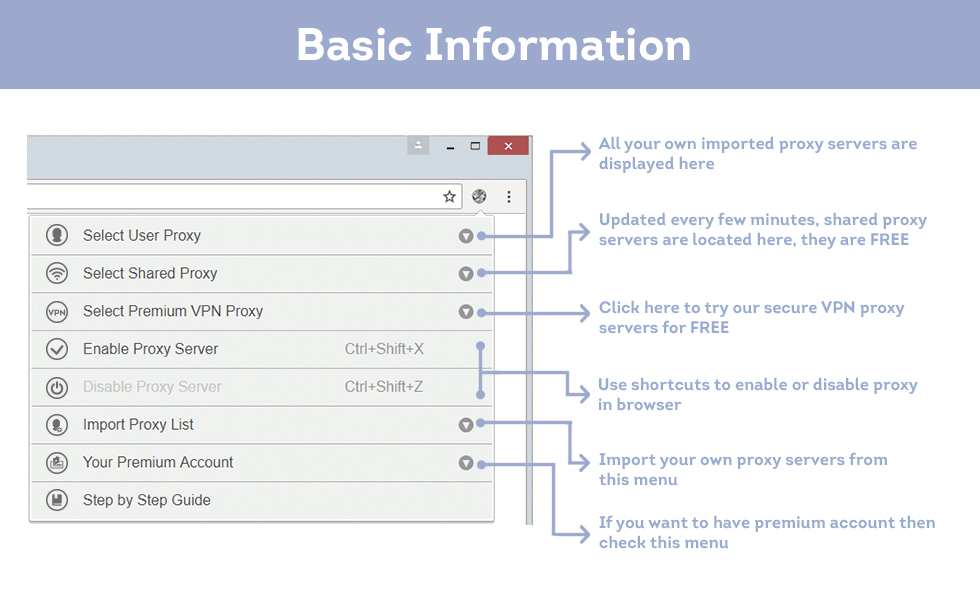 Basic Information
Select User Proxy
Select Shared Proxy
VPN
Select Premium VPN Proxy
Enable Proxy Server Ctrl+Shift+X
Disable Proxy Server Ctrl+Shift+Z
Import Proxy List
Your Premium Account
Step by Step Guide
All your own imported proxy servers are
displayed here
Updated every few minutes, shared proxy
servers are located here, they are FREE
Click here to try our secure VPN proxy
servers for FREE
Use shortcuts to enable or disable proxy
in browser
Import your own proxy servers from
this menu
If you want to have premium account then
check this menu